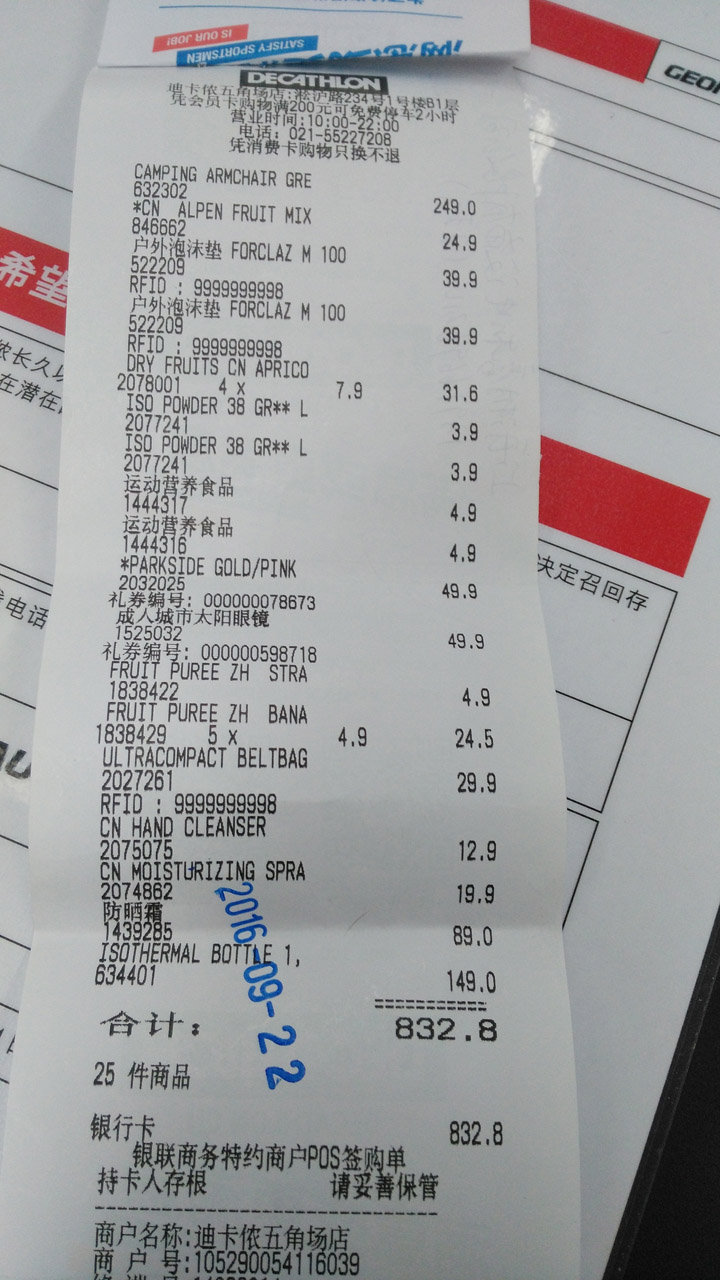 IS OUR JOB!
SATISFY SPORTSMEN
GEO
DECATHLON
迪卡侬五角场店:淞沪路234号1号楼B1层
凭会员卡购物满200元可免费停车2小时
营业时间:10:00-22:00
电话: 021-55227208
凭消费卡购物只换不退
CAMPING ARMCHAIR GRE
632302 249.0
*CN ALPEN FRUIT MIX
846662 24.9
户外泡沫垫 FORCLAZ M 100
522209 39.9
RFID : 9999999998
户外泡沫垫 FORCLAZ M 100
522209 39.9
RFID : 9999999998
DRY FRUITS CN APRICO
2078001 4 x 7.9 31.6
ISO POWDER 38 GR** L
2077241 3.9
ISO POWDER 38 GR** L
2077241 3.9
运动营养食品
1444317 4.9
运动营养食品
1444316 4.9
*PARKSIDE GOLD/PINK
2032025 49.9
礼券编号: 000000078673
成人城市太阳眼镜
1525032 49.9
礼券编号: 000000598718
FRUIT PUREE ZH STRA
1838422 4.9
FRUIT PUREE ZH BANA
1838429 5 x 4.9 24.5
ULTRACOMPACT BELTBAG
2027261 29.9
RFID : 9999999998
CN HAND CLEANSER
2075075 12.9
CN MOISTURIZING SPRA
2074862 19.9
防晒霜
1439285 89.0
ISOTHERMAL BOTTLE 1,
634401 149.0
===========
合计: 832.8
2016-09-22
25 件商品
银行卡 832.8
银联商务特约商户POS签购单
持卡人存根 请妥善保管
--------------------------------
商户名称:迪卡侬五角场店
商 户 号:105290054116039
希望
侬长久以
在潜在
电话
决定召回存